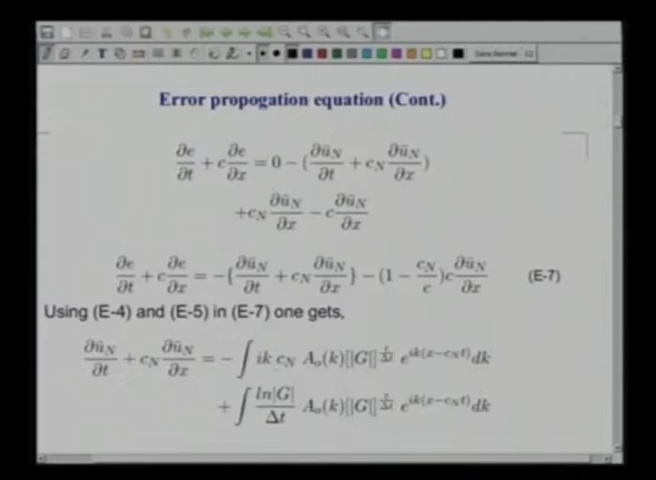 Error propogation equation (Cont.)
∂e/∂t + c ∂e/∂x = 0 − (∂ū_N/∂t + c_N ∂ū_N/∂x)
+c_N ∂ū_N/∂x − c ∂ū_N/∂x
∂e/∂t + c ∂e/∂x = −{∂ū_N/∂t + c_N ∂ū_N/∂x} − (1 − c_N/c)c ∂ū_N/∂x (E-7)
Using (E-4) and (E-5) in (E-7) one gets,
∂ū_N/∂t + c_N ∂ū_N/∂x = − ∫ ik c_N A_o(k)[|G|]^{t/Δt} e^{ik(x−c_N t)} dk
+ ∫ ln|G|/Δt A_o(k)[|G|]^{t/Δt} e^{ik(x−c_N t)} dk